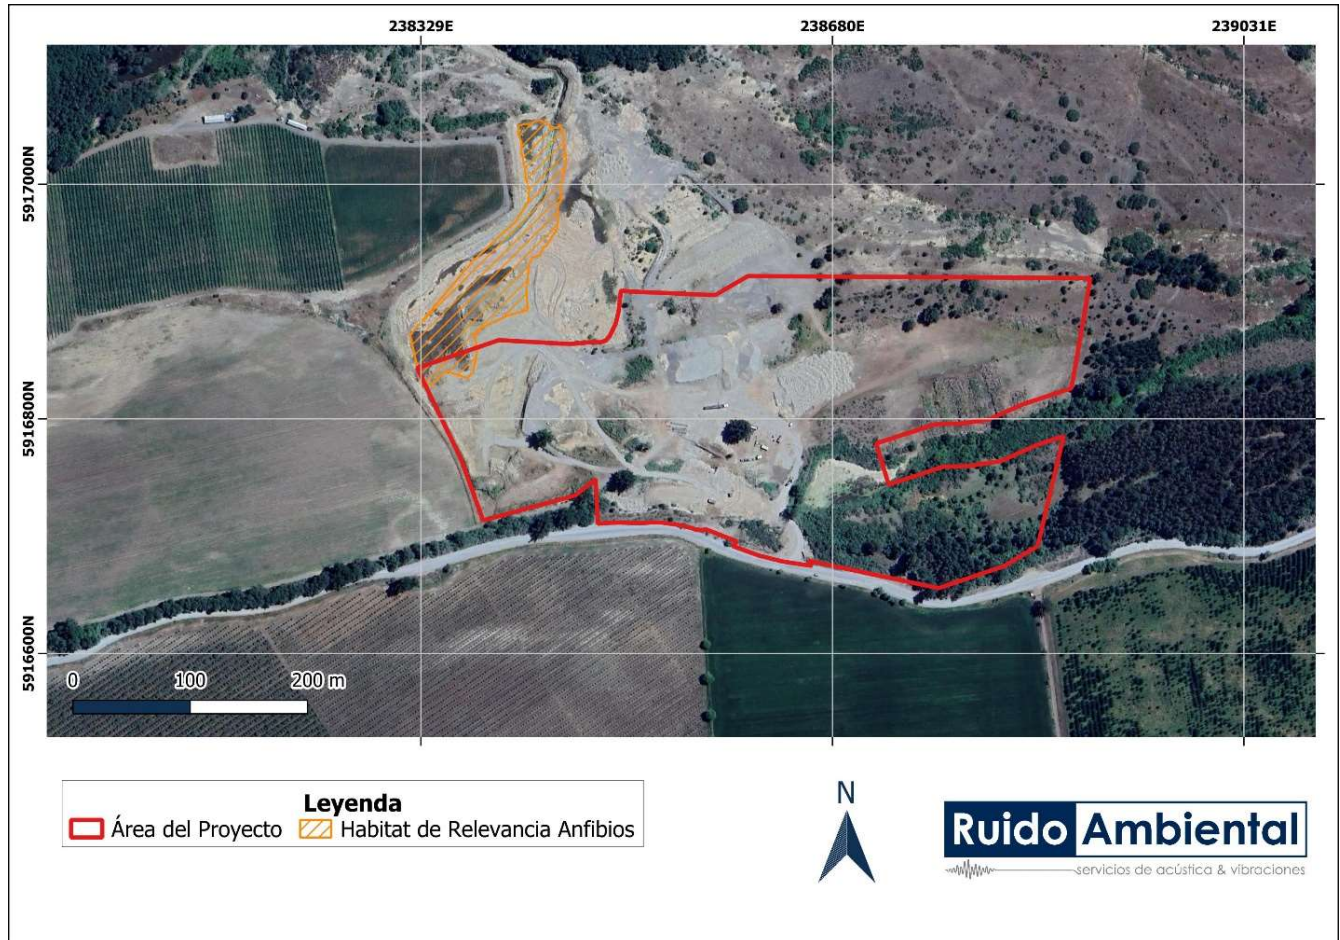 238329E
238680E
239031E
5917000N
5916800N
5916600N
0 100 200 m
Leyenda
Área del Proyecto
Habitat de Relevancia Anfibios
N
Ruido Ambiental
servicios de acústica & vibraciones